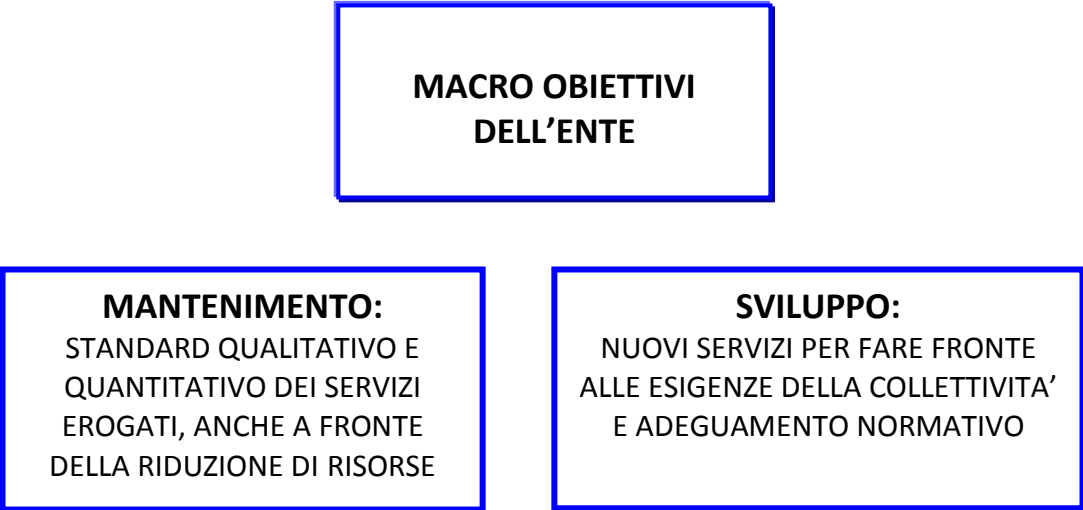 MACRO OBIETTIVI
DELL’ENTE
MANTENIMENTO:
STANDARD QUALITATIVO E
QUANTITATIVO DEI SERVIZI
EROGATI, ANCHE A FRONTE
DELLA RIDUZIONE DI RISORSE
SVILUPPO:
NUOVI SERVIZI PER FARE FRONTE
ALLE ESIGENZE DELLA COLLETTIVITA’
E ADEGUAMENTO NORMATIVO